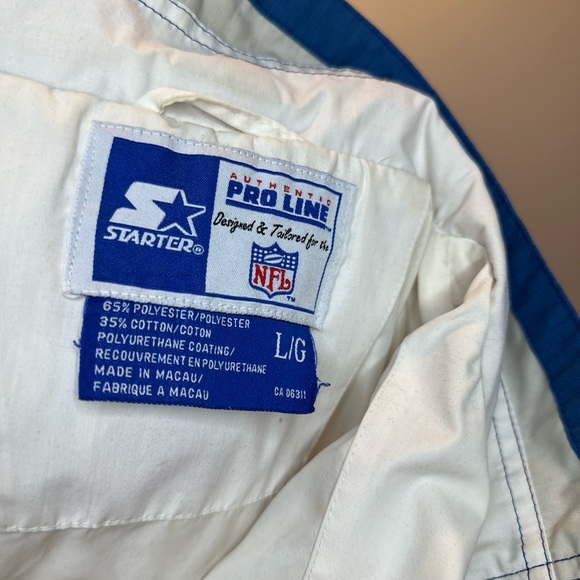 STARTER®
AUTHENTIC
PRO LINE
Designed & Tailored for the
NFL
TM
65% POLYESTER/POLYESTER
35% COTTON/COTON
POLYURETHANE COATING/
RECOUVREMENT EN POLYURETHANE
MADE IN MACAU/
FABRIQUE A MACAU
L/G
CA 06311